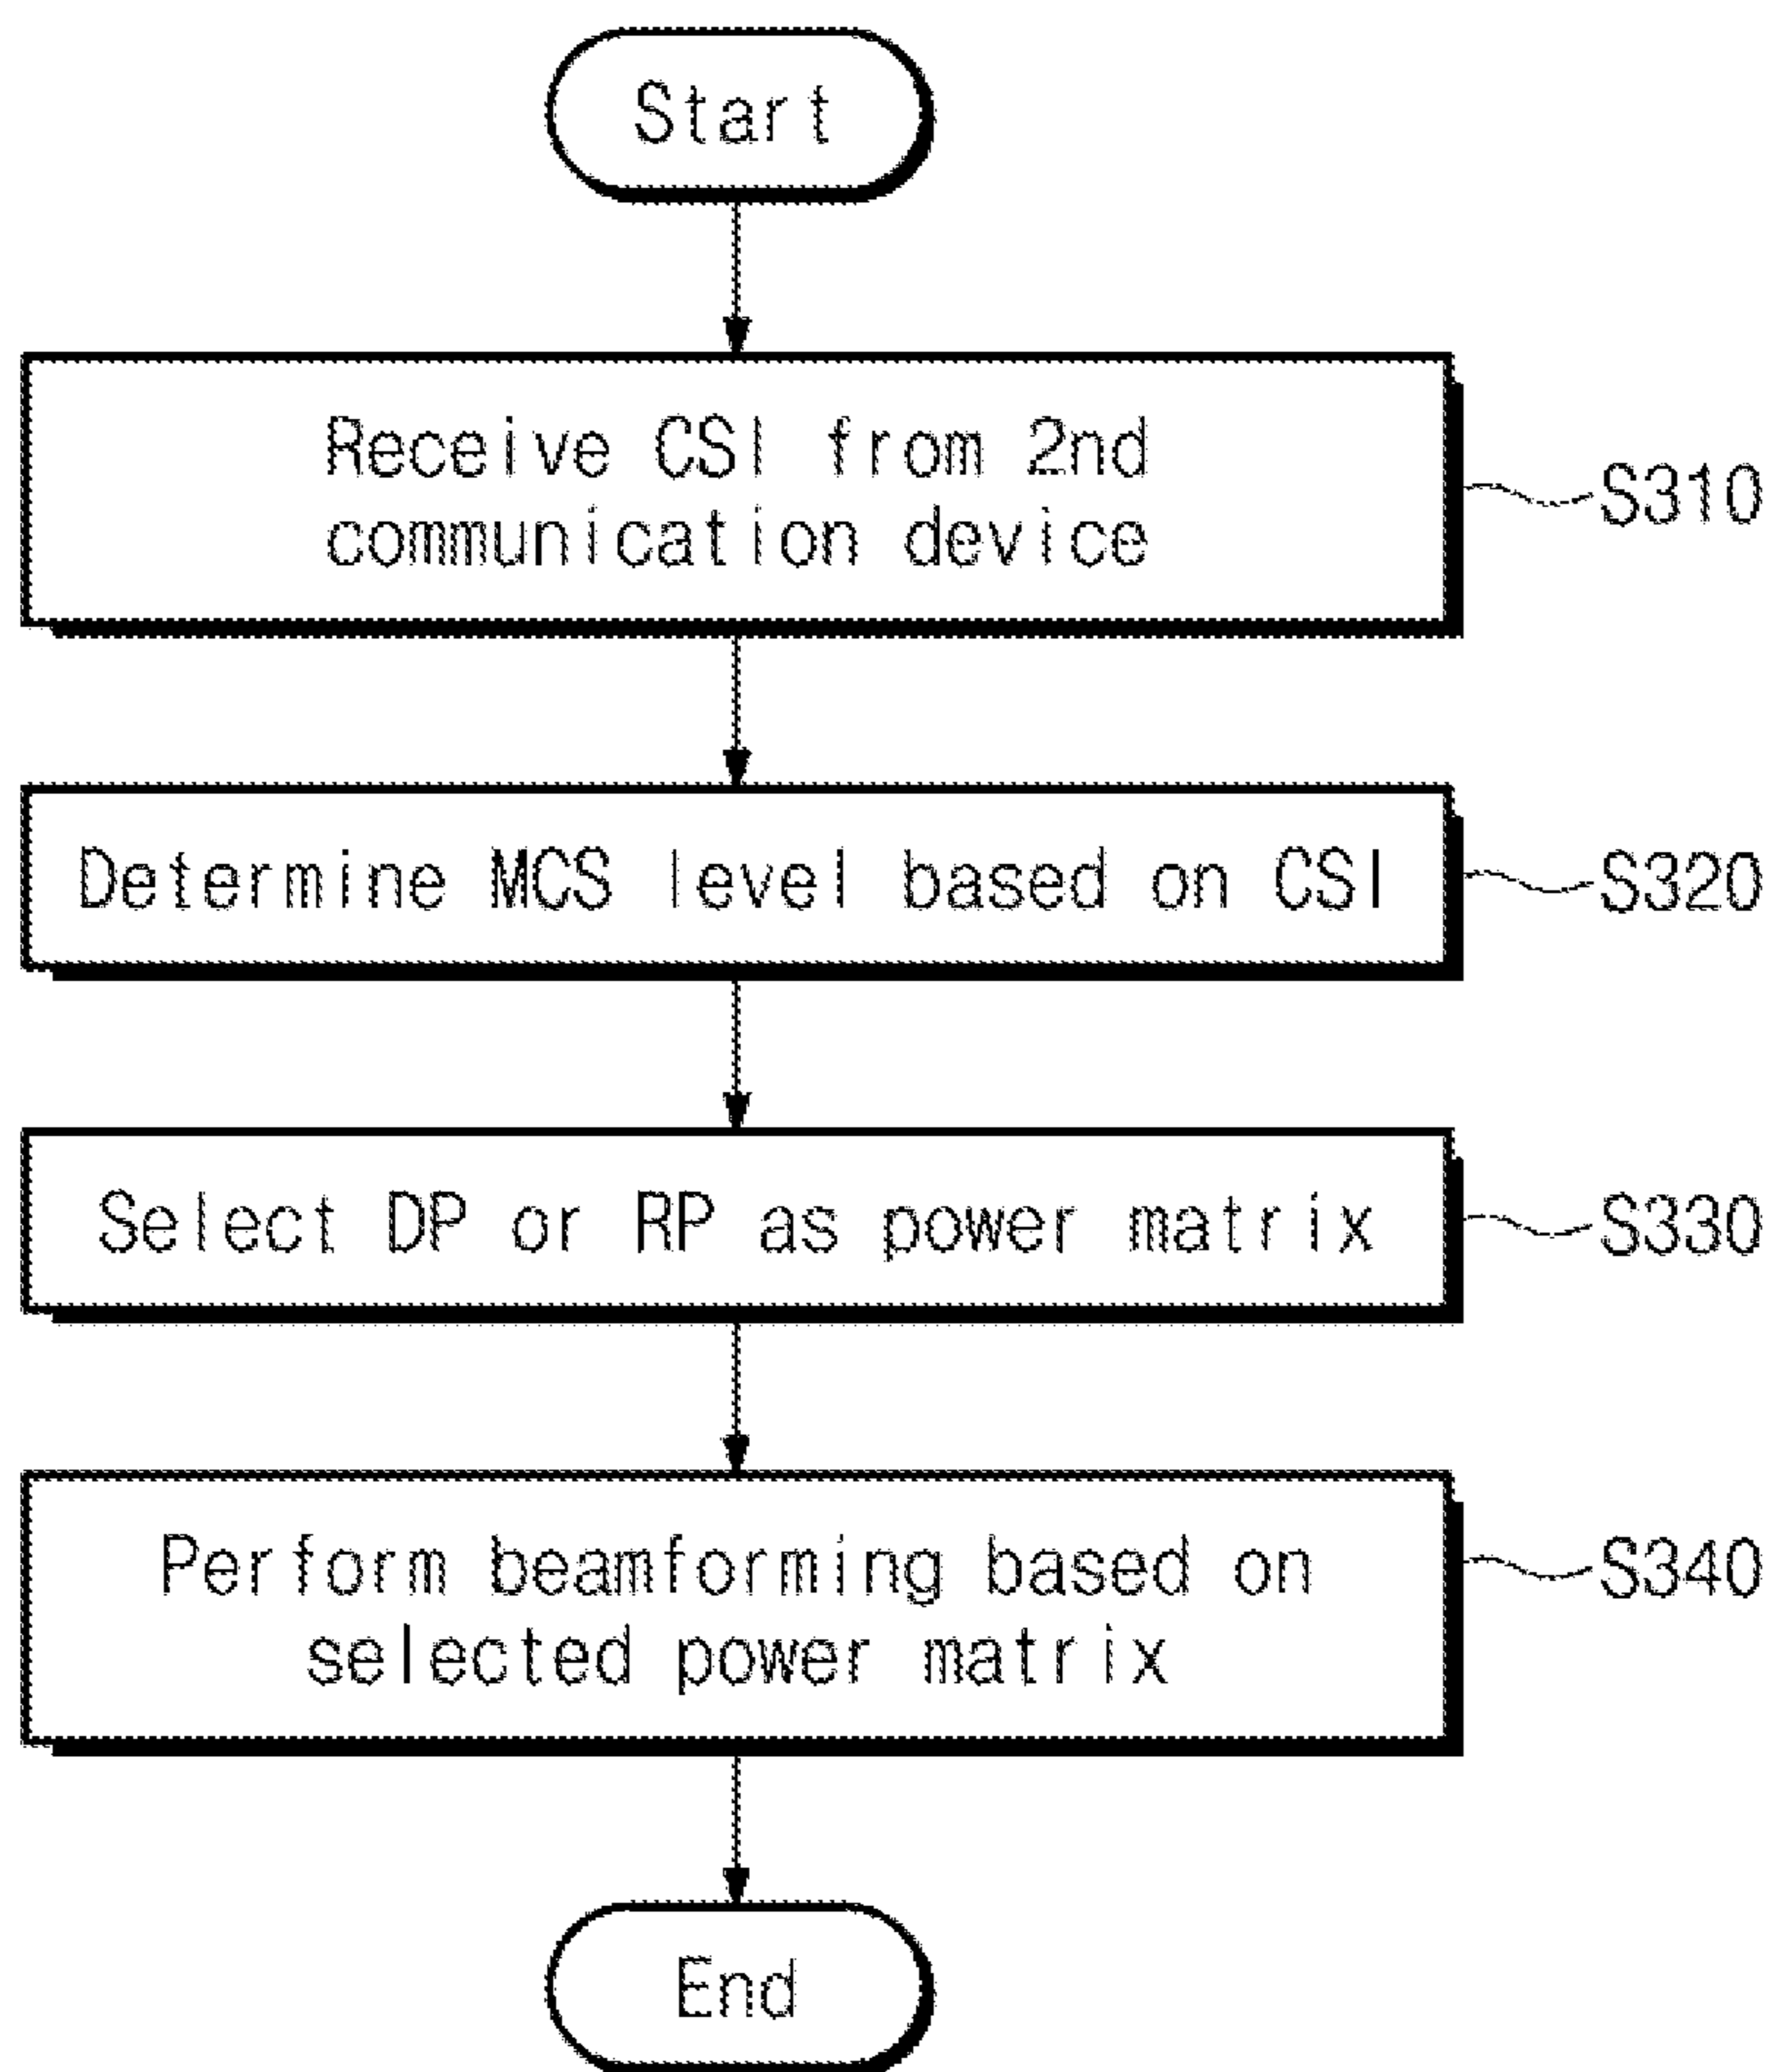 Start
Receive CSI from 2nd
communication device
S310
Determine MCS level based on CSI
S320
Select DP or RP as power matrix
S330
Perform beamforming based on
selected power matrix
S340
End